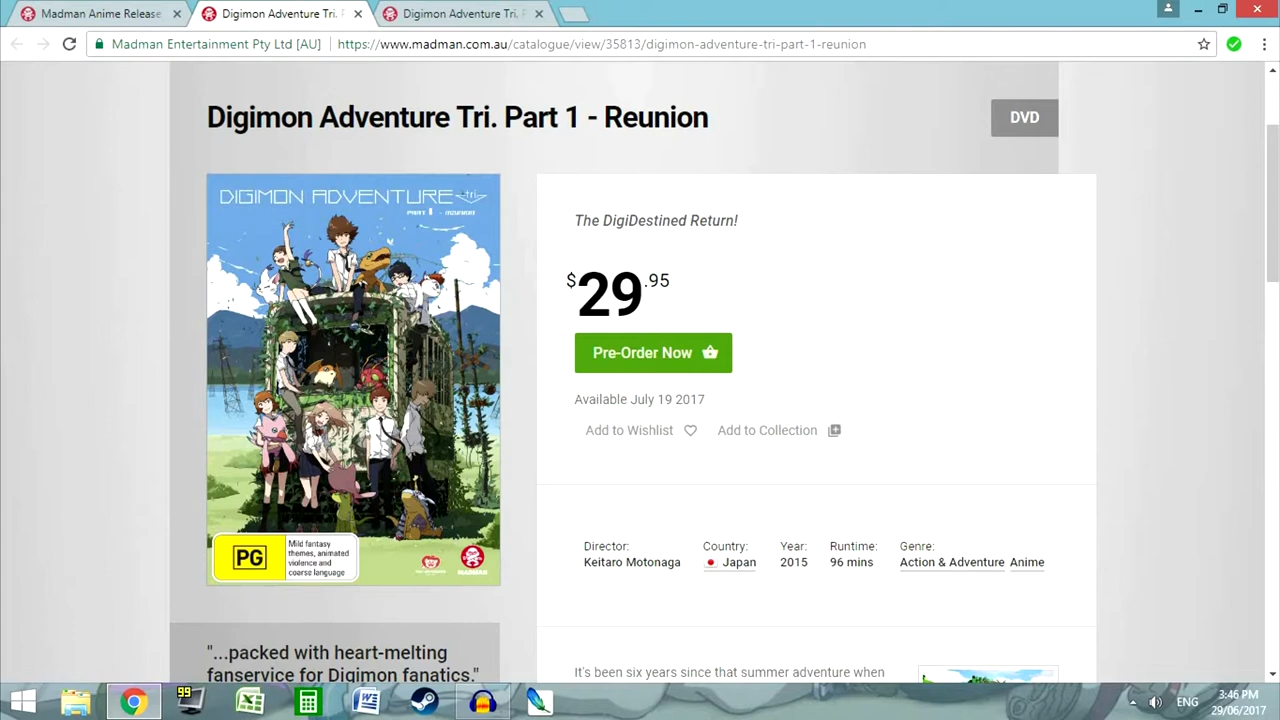 Madman Anime Release
Digimon Adventure Tri.
Digimon Adventure Tri. P
Madman Entertainment Pty Ltd [AU]
https://www.madman.com.au/catalogue/view/35813/digimon-adventure-tri-part-1-reunion
Digimon Adventure Tri. Part 1 - Reunion
DVD
DIGIMON ADVENTURE tri.
PART 1 - REUNION
The DigiDestined Return!
$29.95
Pre-Order Now
Available July 19 2017
Add to Wishlist
Add to Collection
PG
Mild fantasy
themes, animated
violence and
coarse language
MADMAN
Director:
Keitaro Motonaga
Country:
Japan
Year:
2015
Runtime:
96 mins
Genre:
Action & Adventure Anime
"...packed with heart-melting
fanservice for Digimon fanatics."
It's been six years since that summer adventure when
99
ENG
3:46 PM
29/06/2017